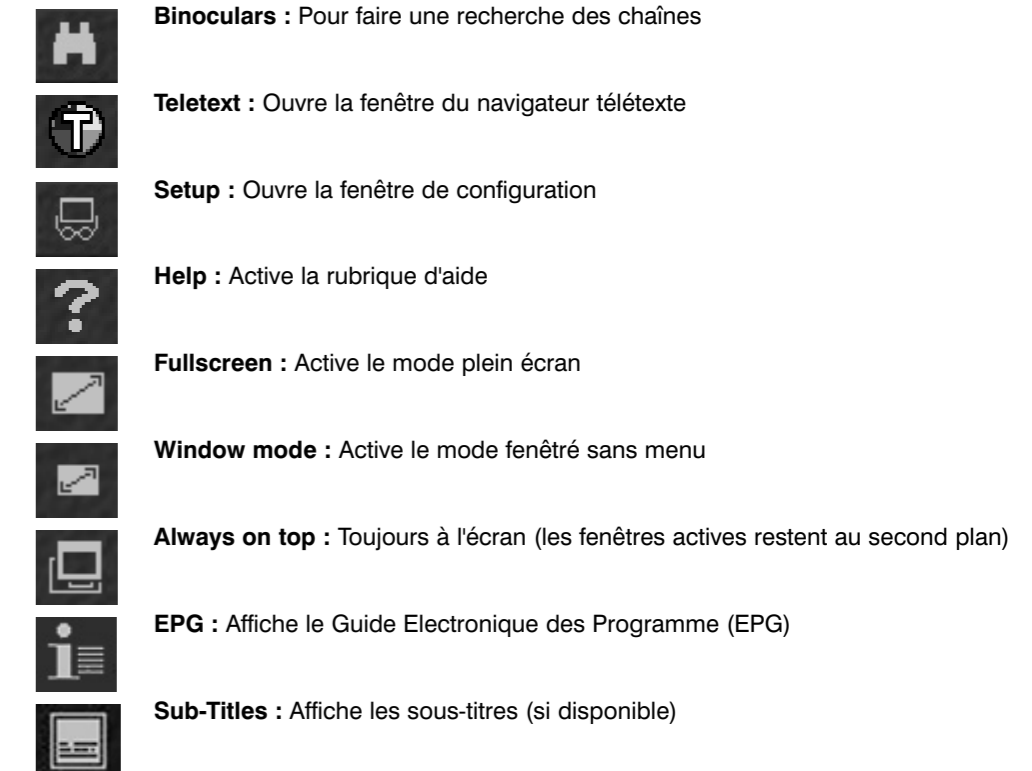 Binoculars : Pour faire une recherche des chaînes
T
Teletext : Ouvre la fenêtre du navigateur télétexte
Setup : Ouvre la fenêtre de configuration
?
Help : Active la rubrique d'aide
Fullscreen : Active le mode plein écran
Window mode : Active le mode fenêtré sans menu
Always on top : Toujours à l'écran (les fenêtres actives restent au second plan)
i
EPG : Affiche le Guide Electronique des Programme (EPG)
Sub-Titles : Affiche les sous-titres (si disponible)